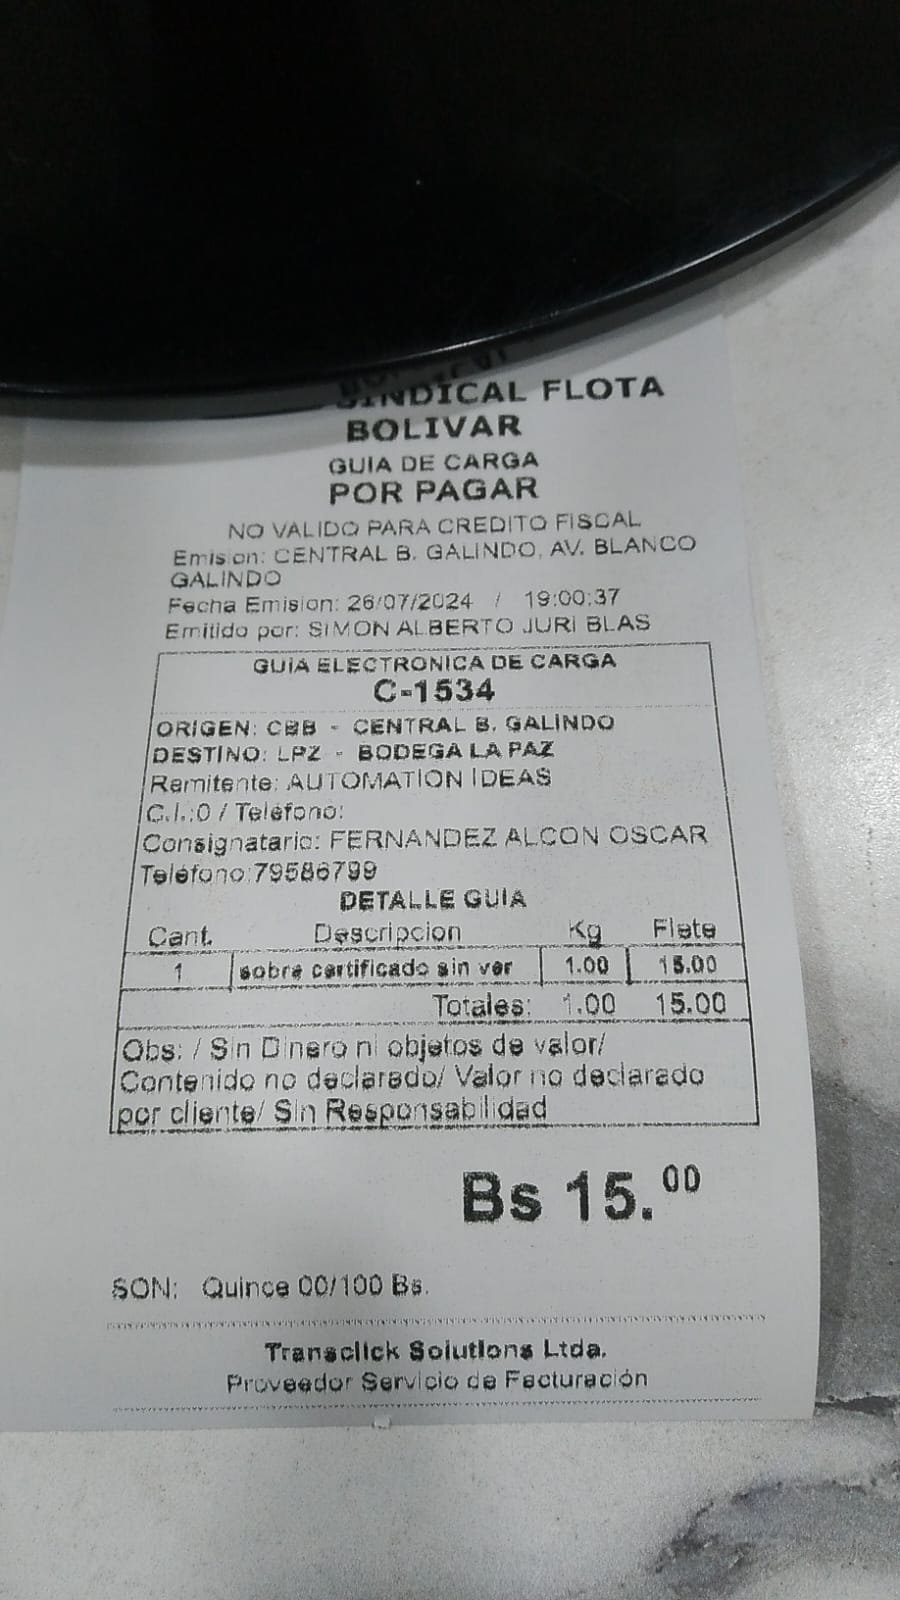 SINDICAL FLOTA
BOLIVAR
GUIA DE CARGA
POR PAGAR
NO VALIDO PARA CREDITO FISCAL
Emision: CENTRAL B. GALINDO, AV. BLANCO
GALINDO
Fecha Emision: 26/07/2024 / 19:00:37
Emitido por: SIMON ALBERTO JURI BLAS
GUIA ELECTRONICA DE CARGA
C-1534
ORIGEN: CBB - CENTRAL B. GALINDO
DESTINO: LPZ - BODEGA LA PAZ
Remitente: AUTOMATION IDEAS
C.I.:0 / Teléfono:
Consignatario: FERNANDEZ ALCON OSCAR
Teléfono:79586799
DETALLE GUIA
Cant. Descripcion Kg Flete
1 sobre certificado sin ver 1.00 15.00
Totales: 1.00 15.00
Obs: / Sin Dinero ni objetos de valor/
Contenido no declarado/ Valor no declarado
por cliente/ Sin Responsabilidad
Bs 15.00
SON: Quince 00/100 Bs.
Transclick Solutions Ltda.
Proveedor Servicio de Facturación